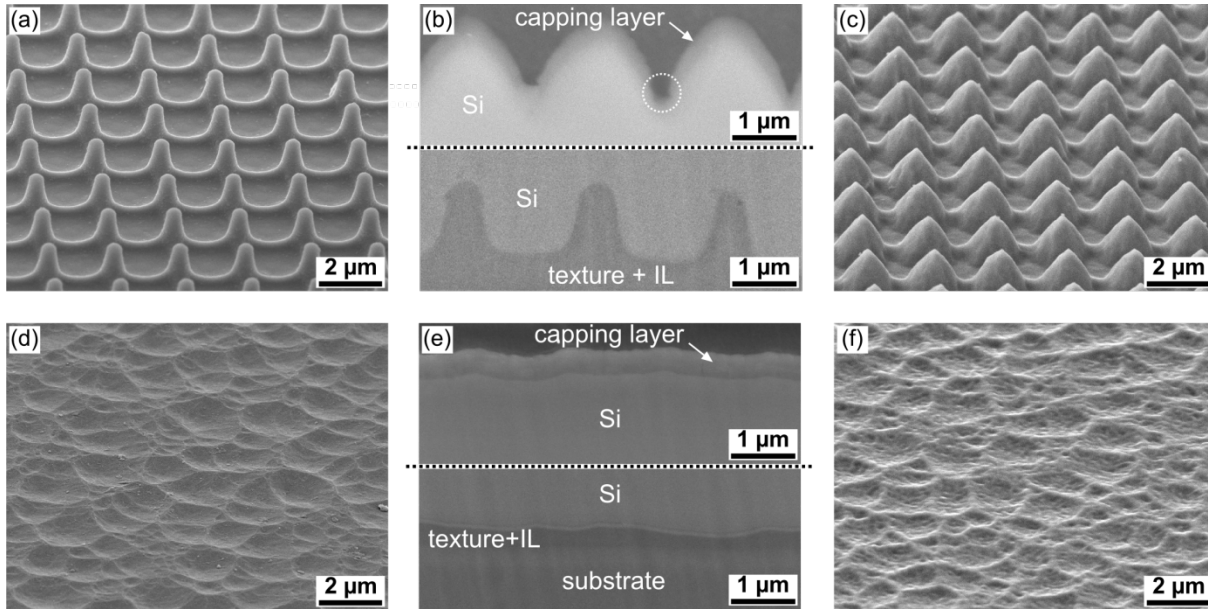 (a)
2 µm
(b)
capping layer
Si
1 µm
Si
texture + IL
1 µm
(c)
2 µm
(d)
2 µm
(e)
capping layer
Si
1 µm
Si
texture+IL
substrate
1 µm
(f)
2 µm